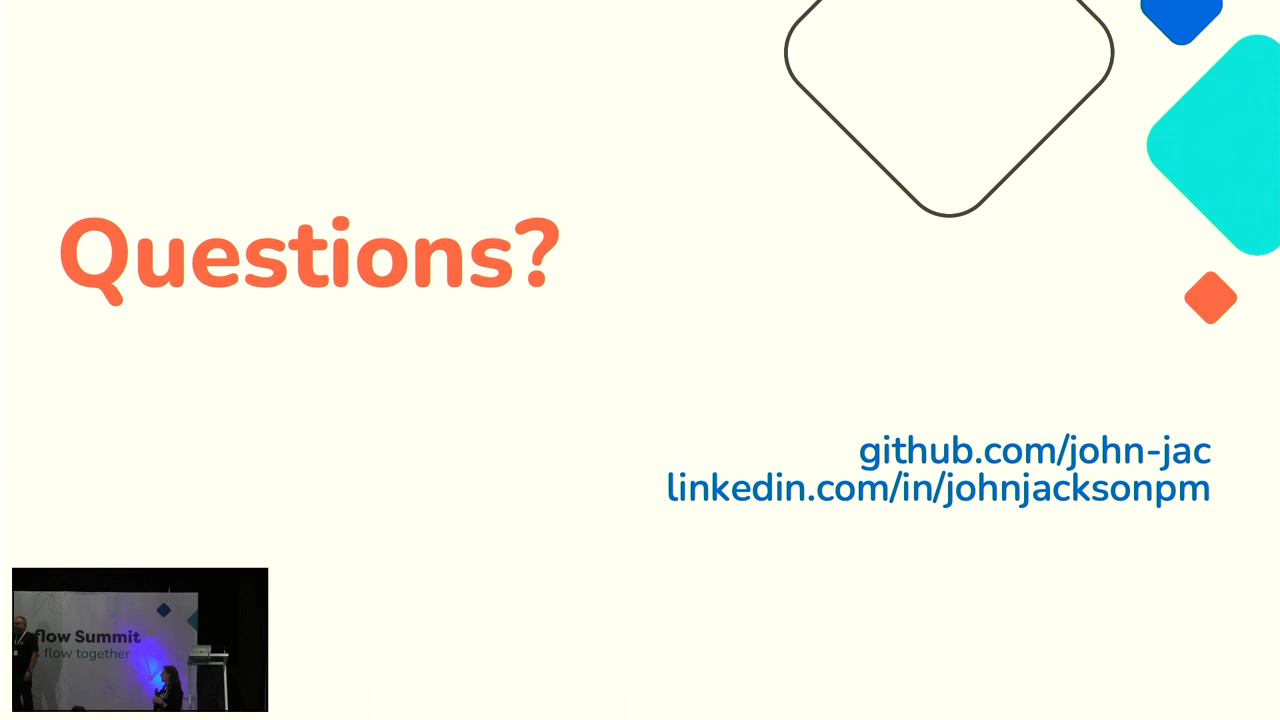 Questions?
github.com/john-jac
linkedin.com/in/johnjacksonpm
flow Summit
flow together